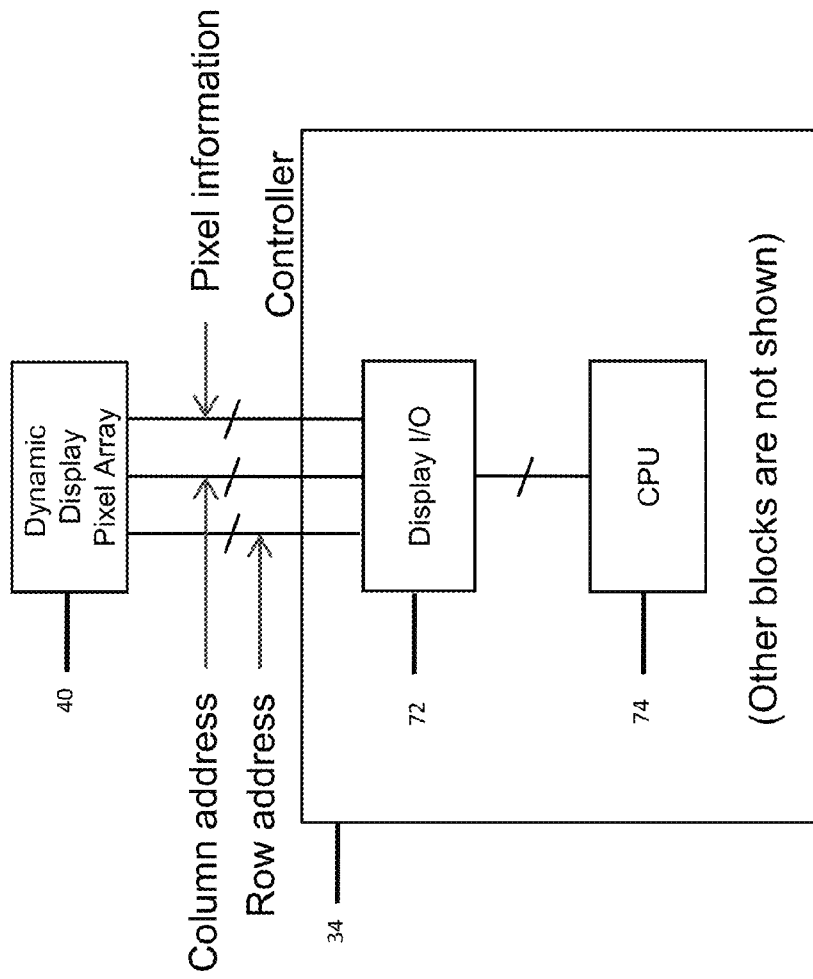 Dynamic
Display
Pixel Array
40
Pixel information
Column address
Row address
Controller
34
Display I/O
72
CPU
74
(Other blocks are not shown)